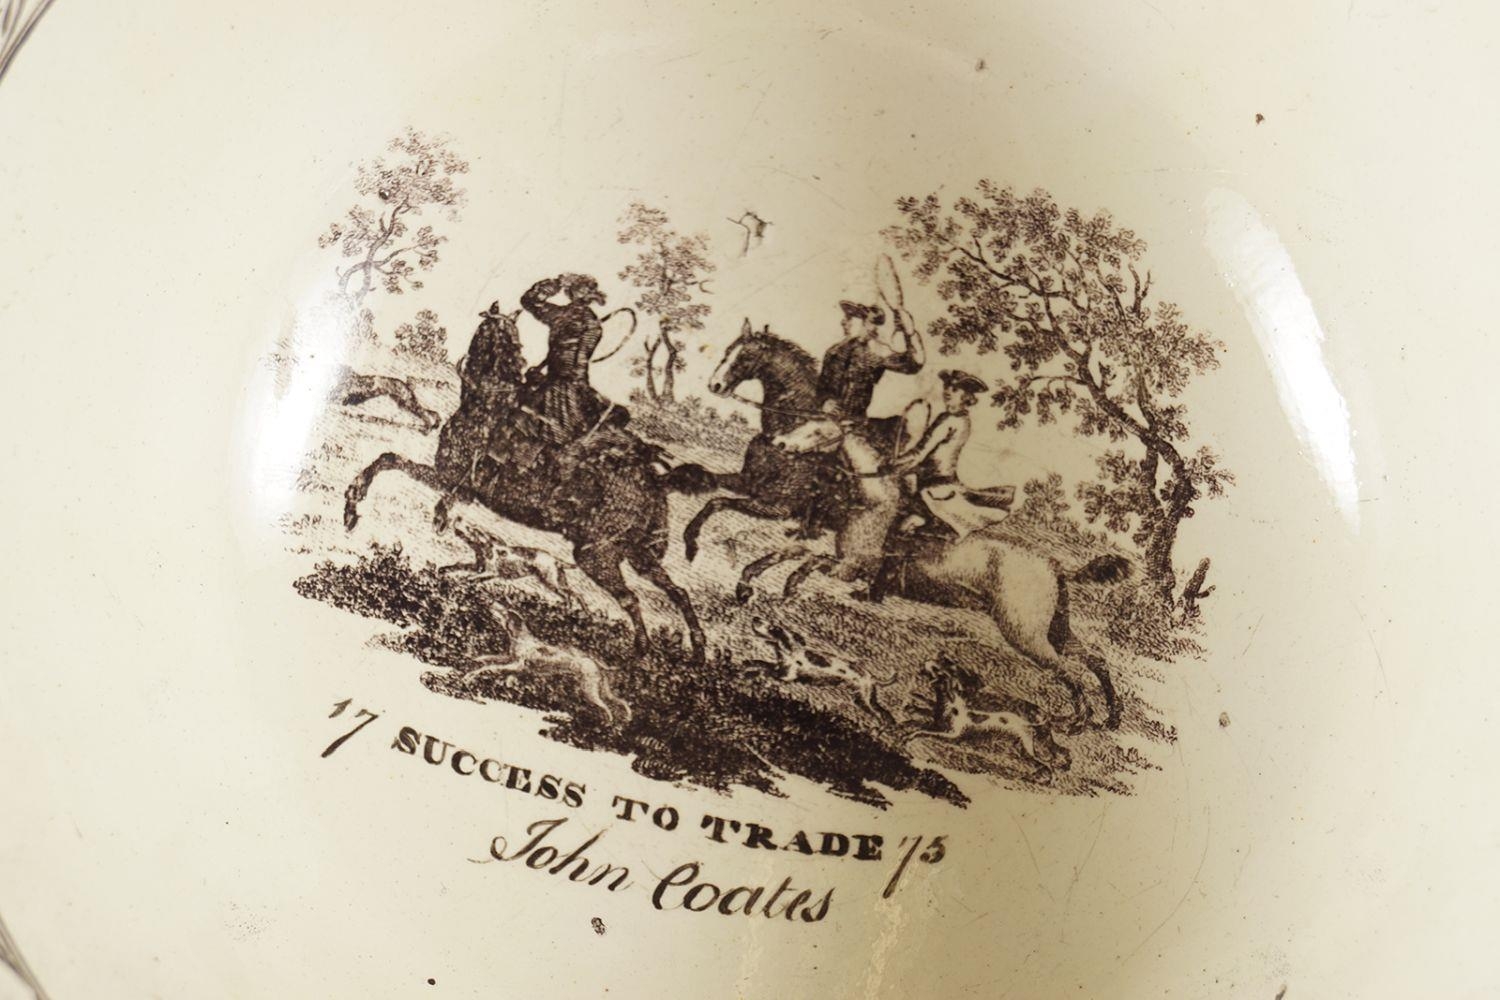 17 SUCCESS TO TRADE 75
John Coates